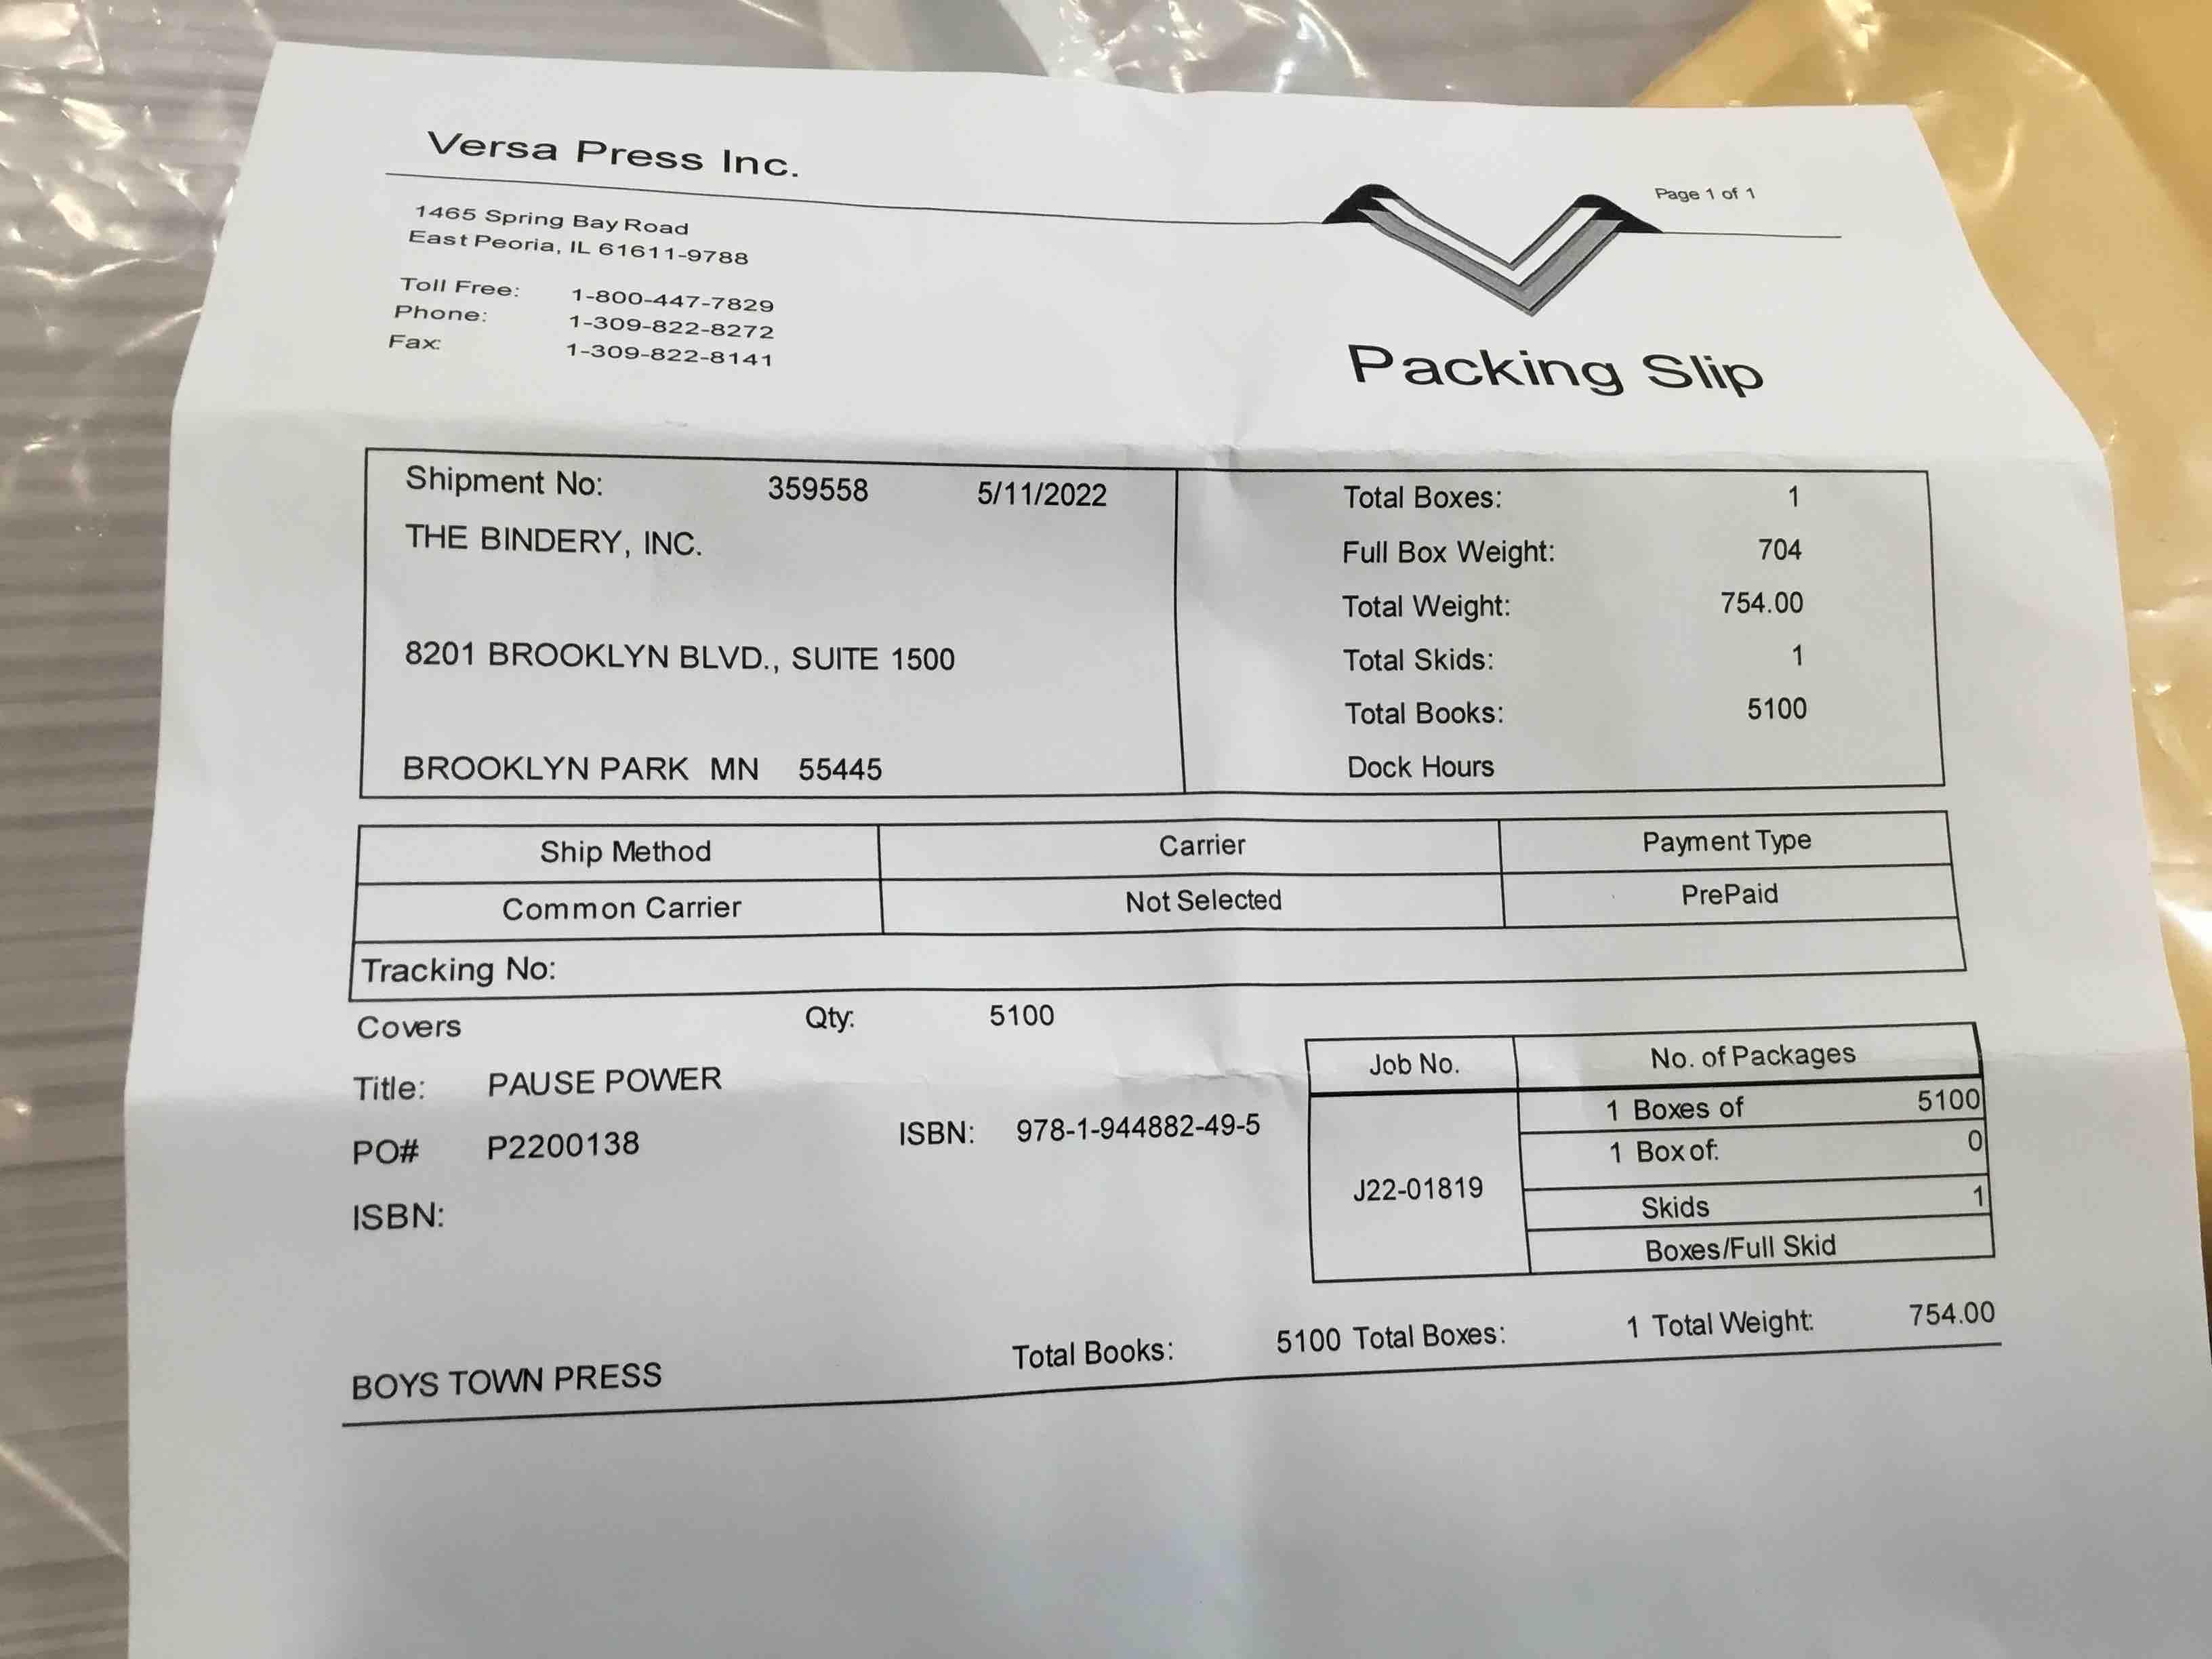 Versa Press Inc.
Page 1 of 1
1465 Spring Bay Road
East Peoria, IL 61611-9788
Toll Free: 1-800-447-7829
Phone: 1-309-822-8272
Fax: 1-309-822-8141
Packing Slip
Shipment No: 359558 5/11/2022
THE BINDERY, INC.
8201 BROOKLYN BLVD., SUITE 1500
BROOKLYN PARK MN 55445
Total Boxes: 1
Full Box Weight: 704
Total Weight: 754.00
Total Skids: 1
Total Books: 5100
Dock Hours
Ship Method Carrier Payment Type
Common Carrier Not Selected PrePaid
Tracking No:
Covers Qty: 5100
Title: PAUSE POWER
PO# P2200138 ISBN: 978-1-944882-49-5
ISBN:
Job No. No. of Packages
J22-01819
1 Boxes of 5100
1 Box of: 0
Skids 1
Boxes/Full Skid
BOYS TOWN PRESS Total Books: 5100 Total Boxes: 1 Total Weight: 754.00